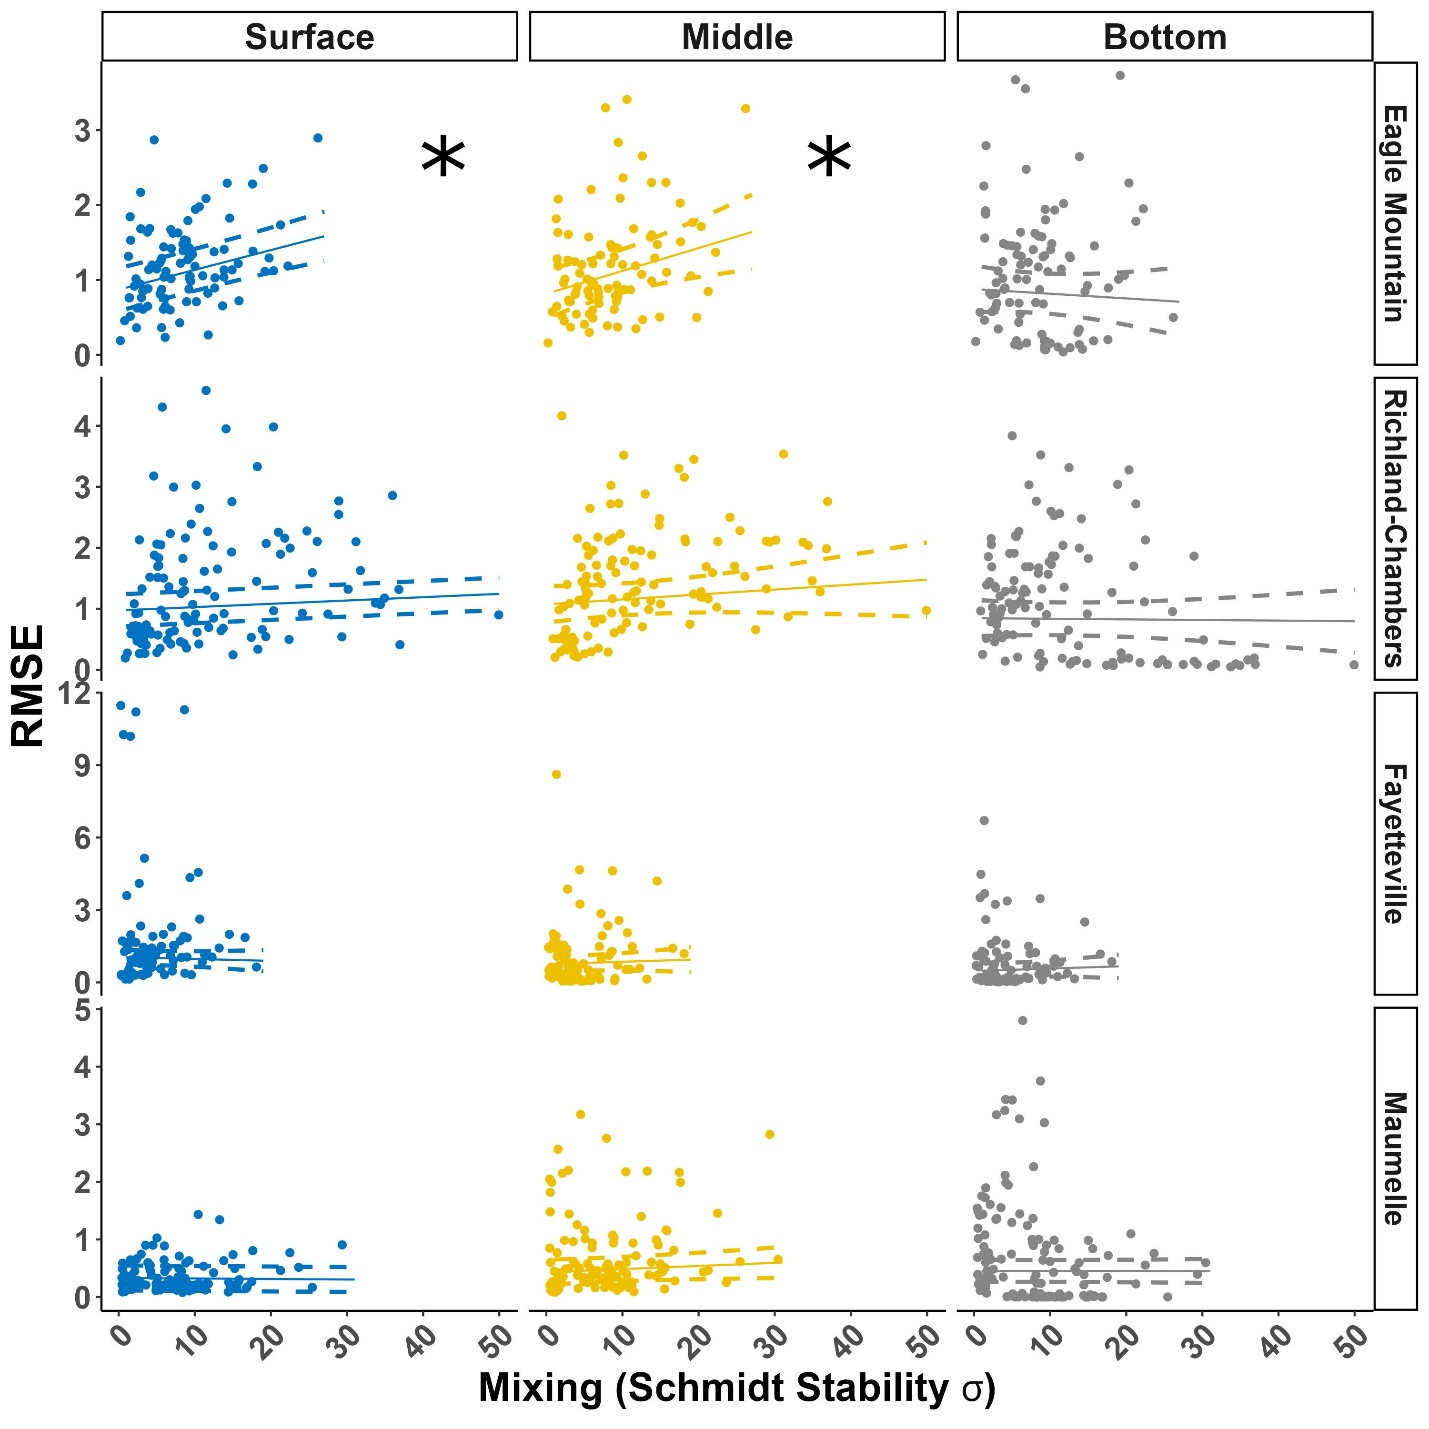 Surface Middle Bottom
Eagle Mountain
3
2
1
0
*
*
Richland-Chambers
4
3
2
1
0
Fayetteville
12
9
6
3
0
Maumelle
5
4
3
2
1
0
RMSE
0 10 20 30 40 50 0 10 20 30 40 50 0 10 20 30 40 50
Mixing (Schmidt Stability σ)